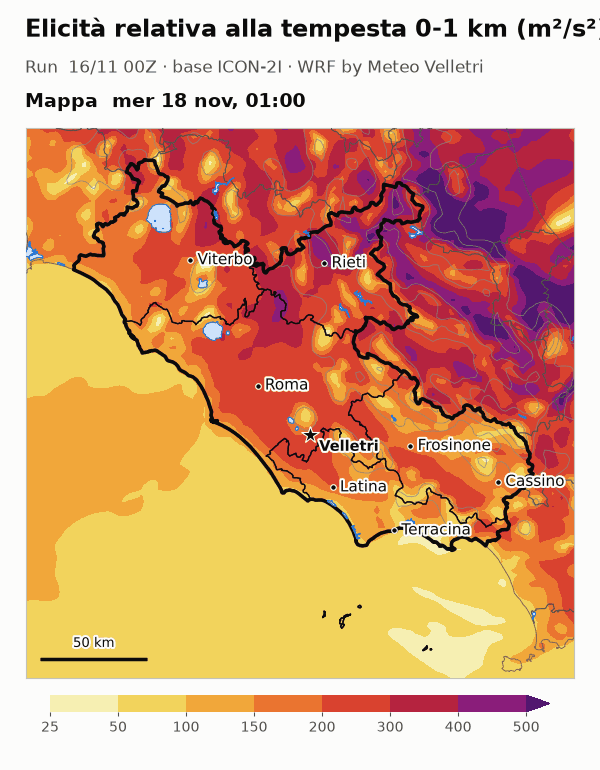 Elicità relativa alla tempesta 0-1 km (m²/s²)
Run 16/11 00Z · base ICON-2I · WRF by Meteo Velletri
Mappa mer 18 nov, 01:00
Viterbo
Rieti
Roma
Velletri
Frosinone
Cassino
Latina
Terracina
50 km
25 50 100 150 200 300 400 500